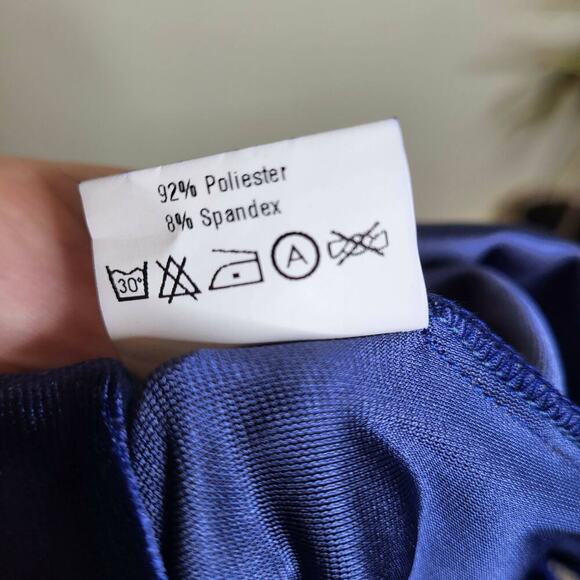 92% Poliester
8% Spandex
30° A